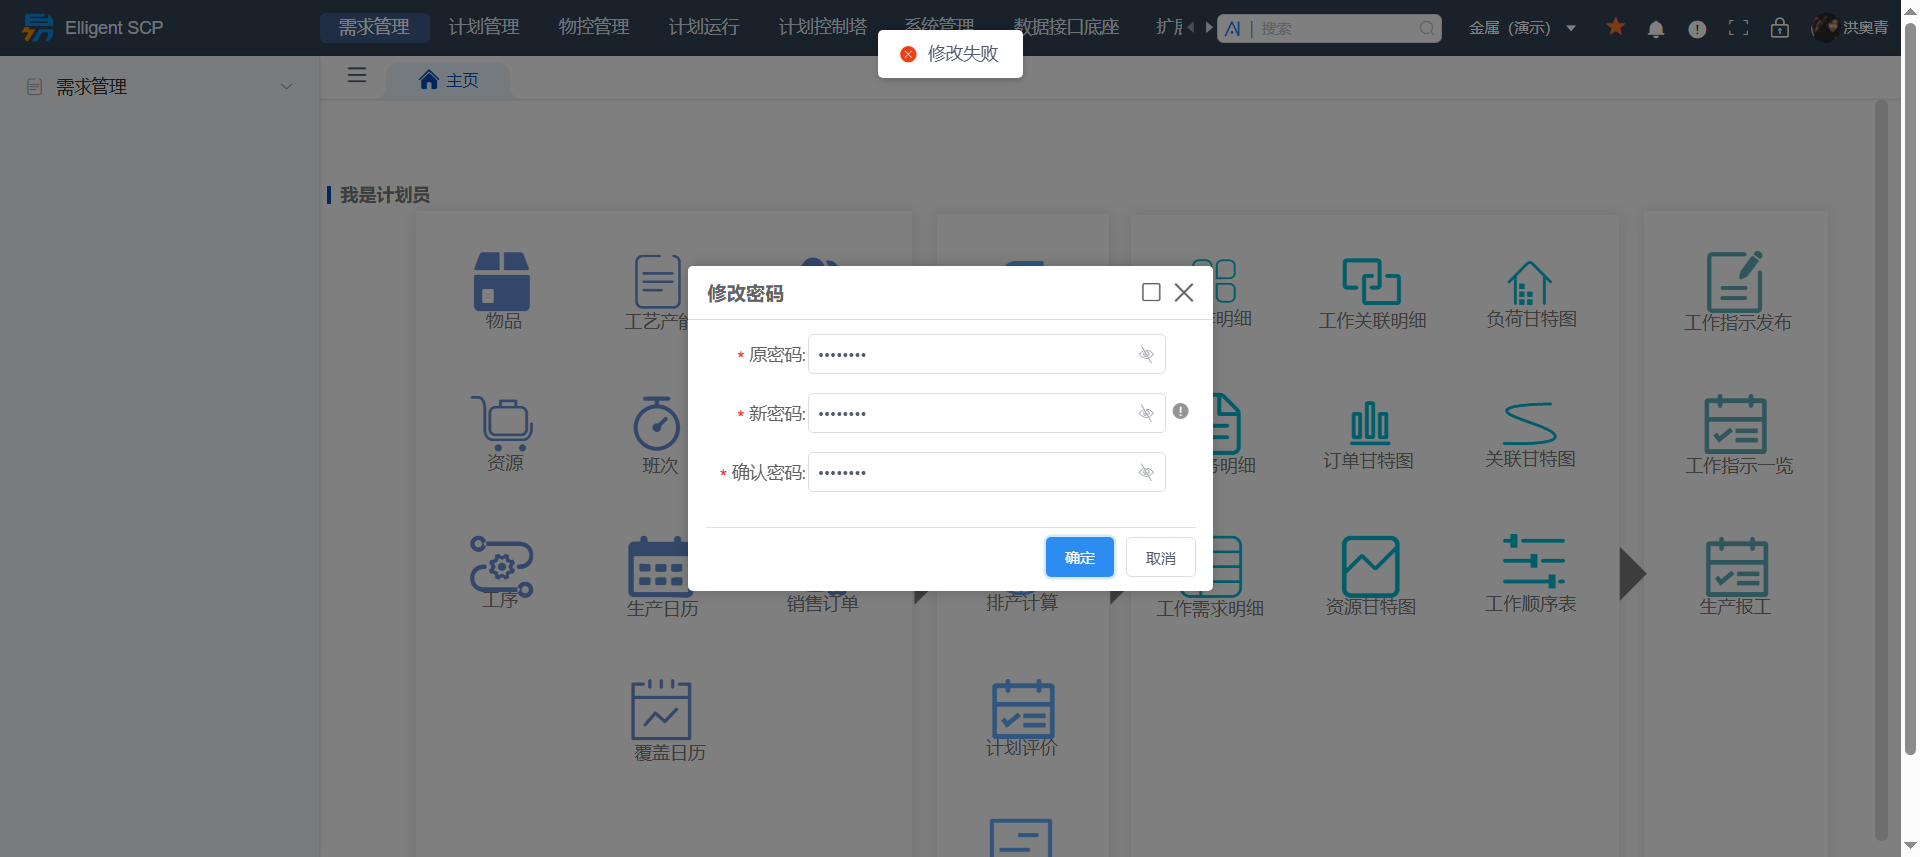 Elligent SCP
需求管理
计划管理
物控管理
计划运行
计划控制塔
系统管理
数据接口底座
AI
搜索
金属（演示）
洪奥青
修改失败
需求管理
主页
我是计划员
物品
工艺产能
明细
工作关联明细
负荷甘特图
工作指示发布
资源
班次
明细
订单甘特图
关联甘特图
工作指示一览
工序
生产日历
销售订单
排产计算
工作需求明细
资源甘特图
工作顺序表
生产报工
覆盖日历
计划评价
修改密码
* 原密码: ••••••••
* 新密码: ••••••••
* 确认密码: ••••••••
确定
取消